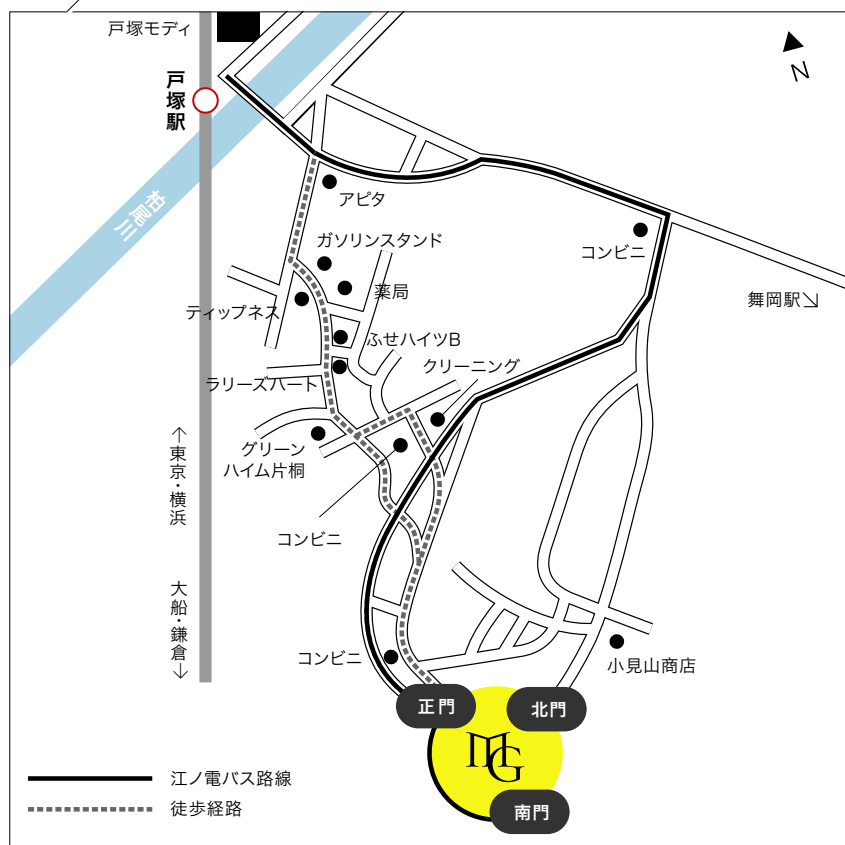 戸塚モディ
N
戸塚駅
柏尾川
アピタ
ガソリンスタンド
コンビニ
薬局
舞岡駅↘
ティップネス
ふせハイツB
クリーニング
ラリーズハート
グリーン
ハイム片桐
↑東京・横浜
コンビニ
大船・鎌倉↓
コンビニ
小見山商店
正門
北門
MG
南門
江ノ電バス路線
徒歩経路